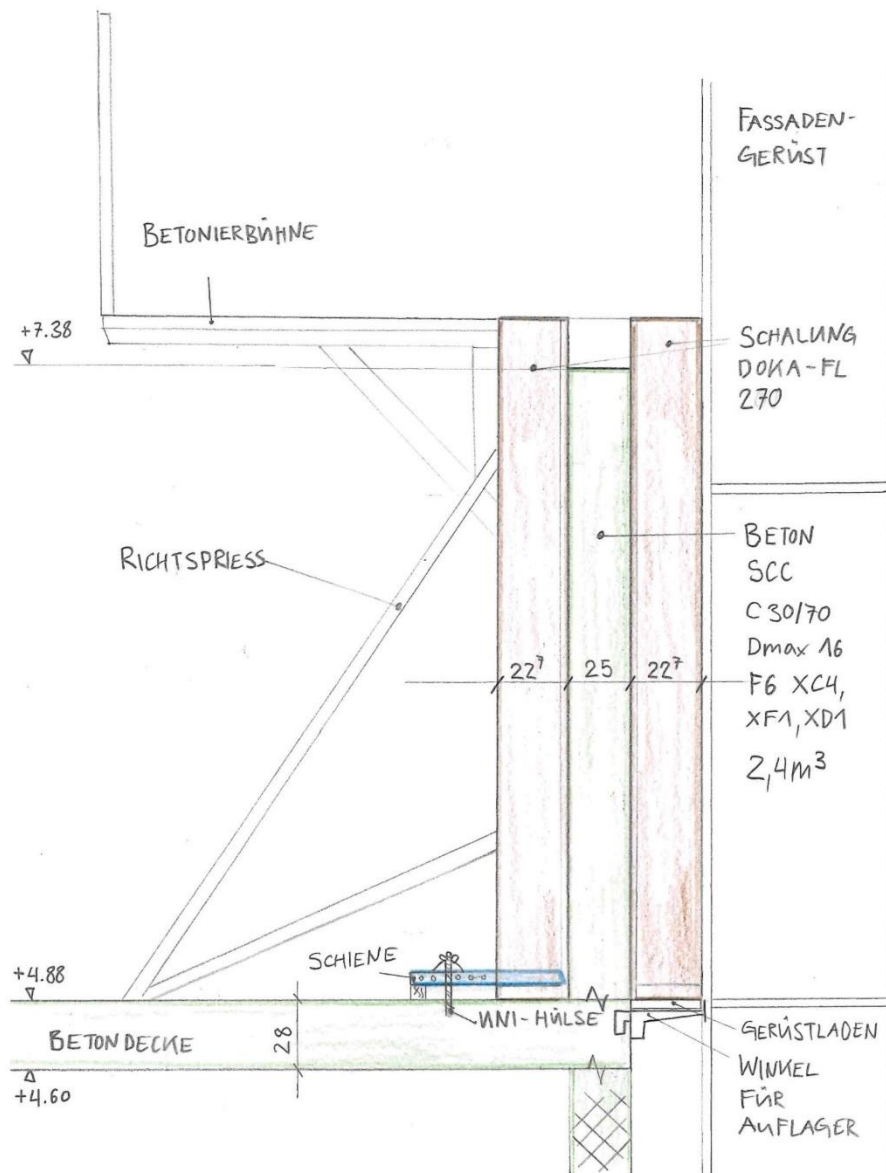 FASSADEN-
GERÜST
BETONIERBÜHNE
+7.38
SCHALUNG
DOKA-FL
270
RICHTSPRIESS
BETON
SCC
C 30/70
Dmax 16
F6 XC4,
XF1, XD1
2,4m³
22⁷ 25 22⁷
SCHIENE
+4.88
UNI-HÜLSE
BETONDECKE
28
+4.60
GERÜSTLADEN
WINKEL
FÜR
AUFLAGER